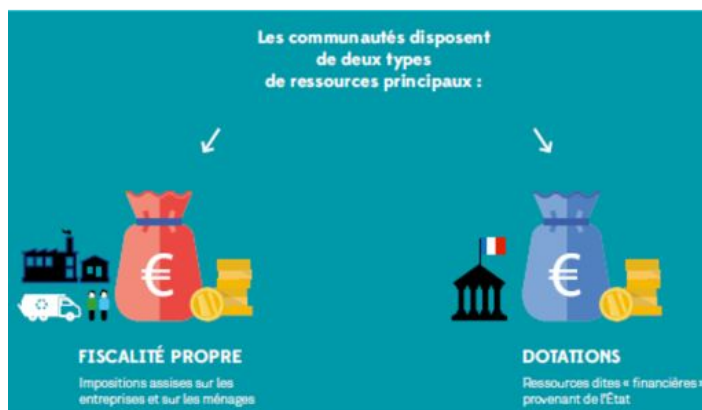 Les communautés disposent
de deux types
de ressources principaux :
€
€
FISCALITÉ PROPRE
Impositions assises sur les
entreprises et sur les ménages
DOTATIONS
Ressources dites « financières »
provenant de l'État